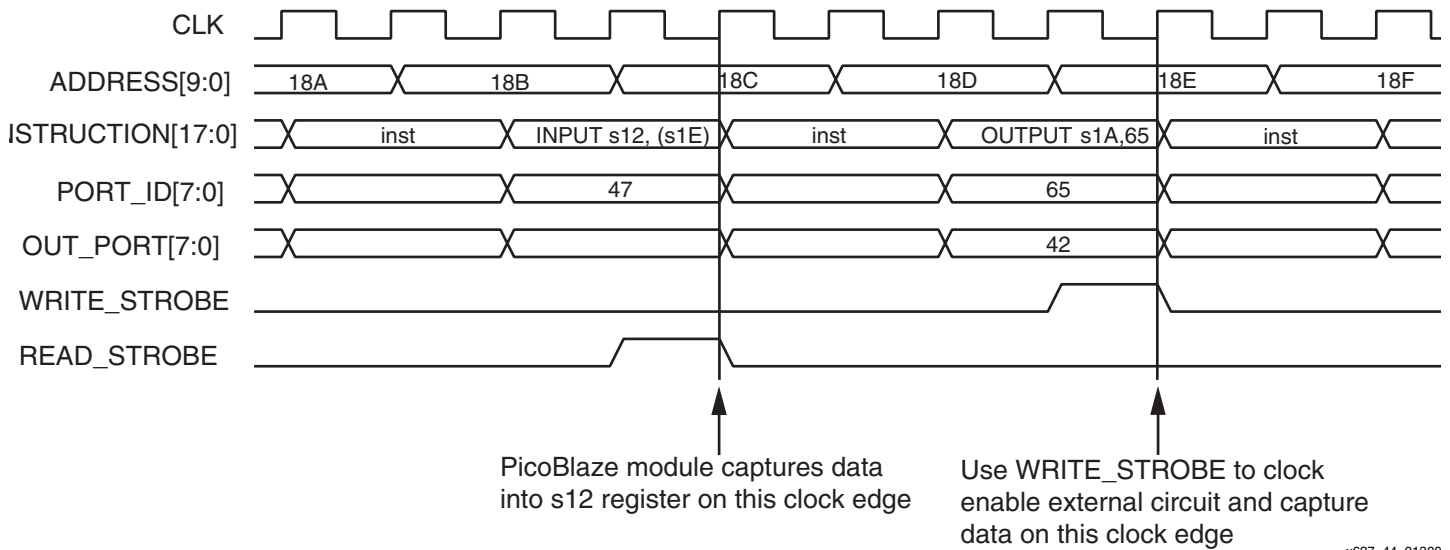 CLK
ADDRESS[9:0] 18A 18B 18C 18D 18E 18F
NSTRUCTION[17:0] inst INPUT s12, (s1E) inst OUTPUT s1A,65 inst
PORT_ID[7:0] 47 65
OUT_PORT[7:0] 42
WRITE_STROBE
READ_STROBE
PicoBlaze module captures data
into s12 register on this clock edge
Use WRITE_STROBE to clock
enable external circuit and capture
data on this clock edge